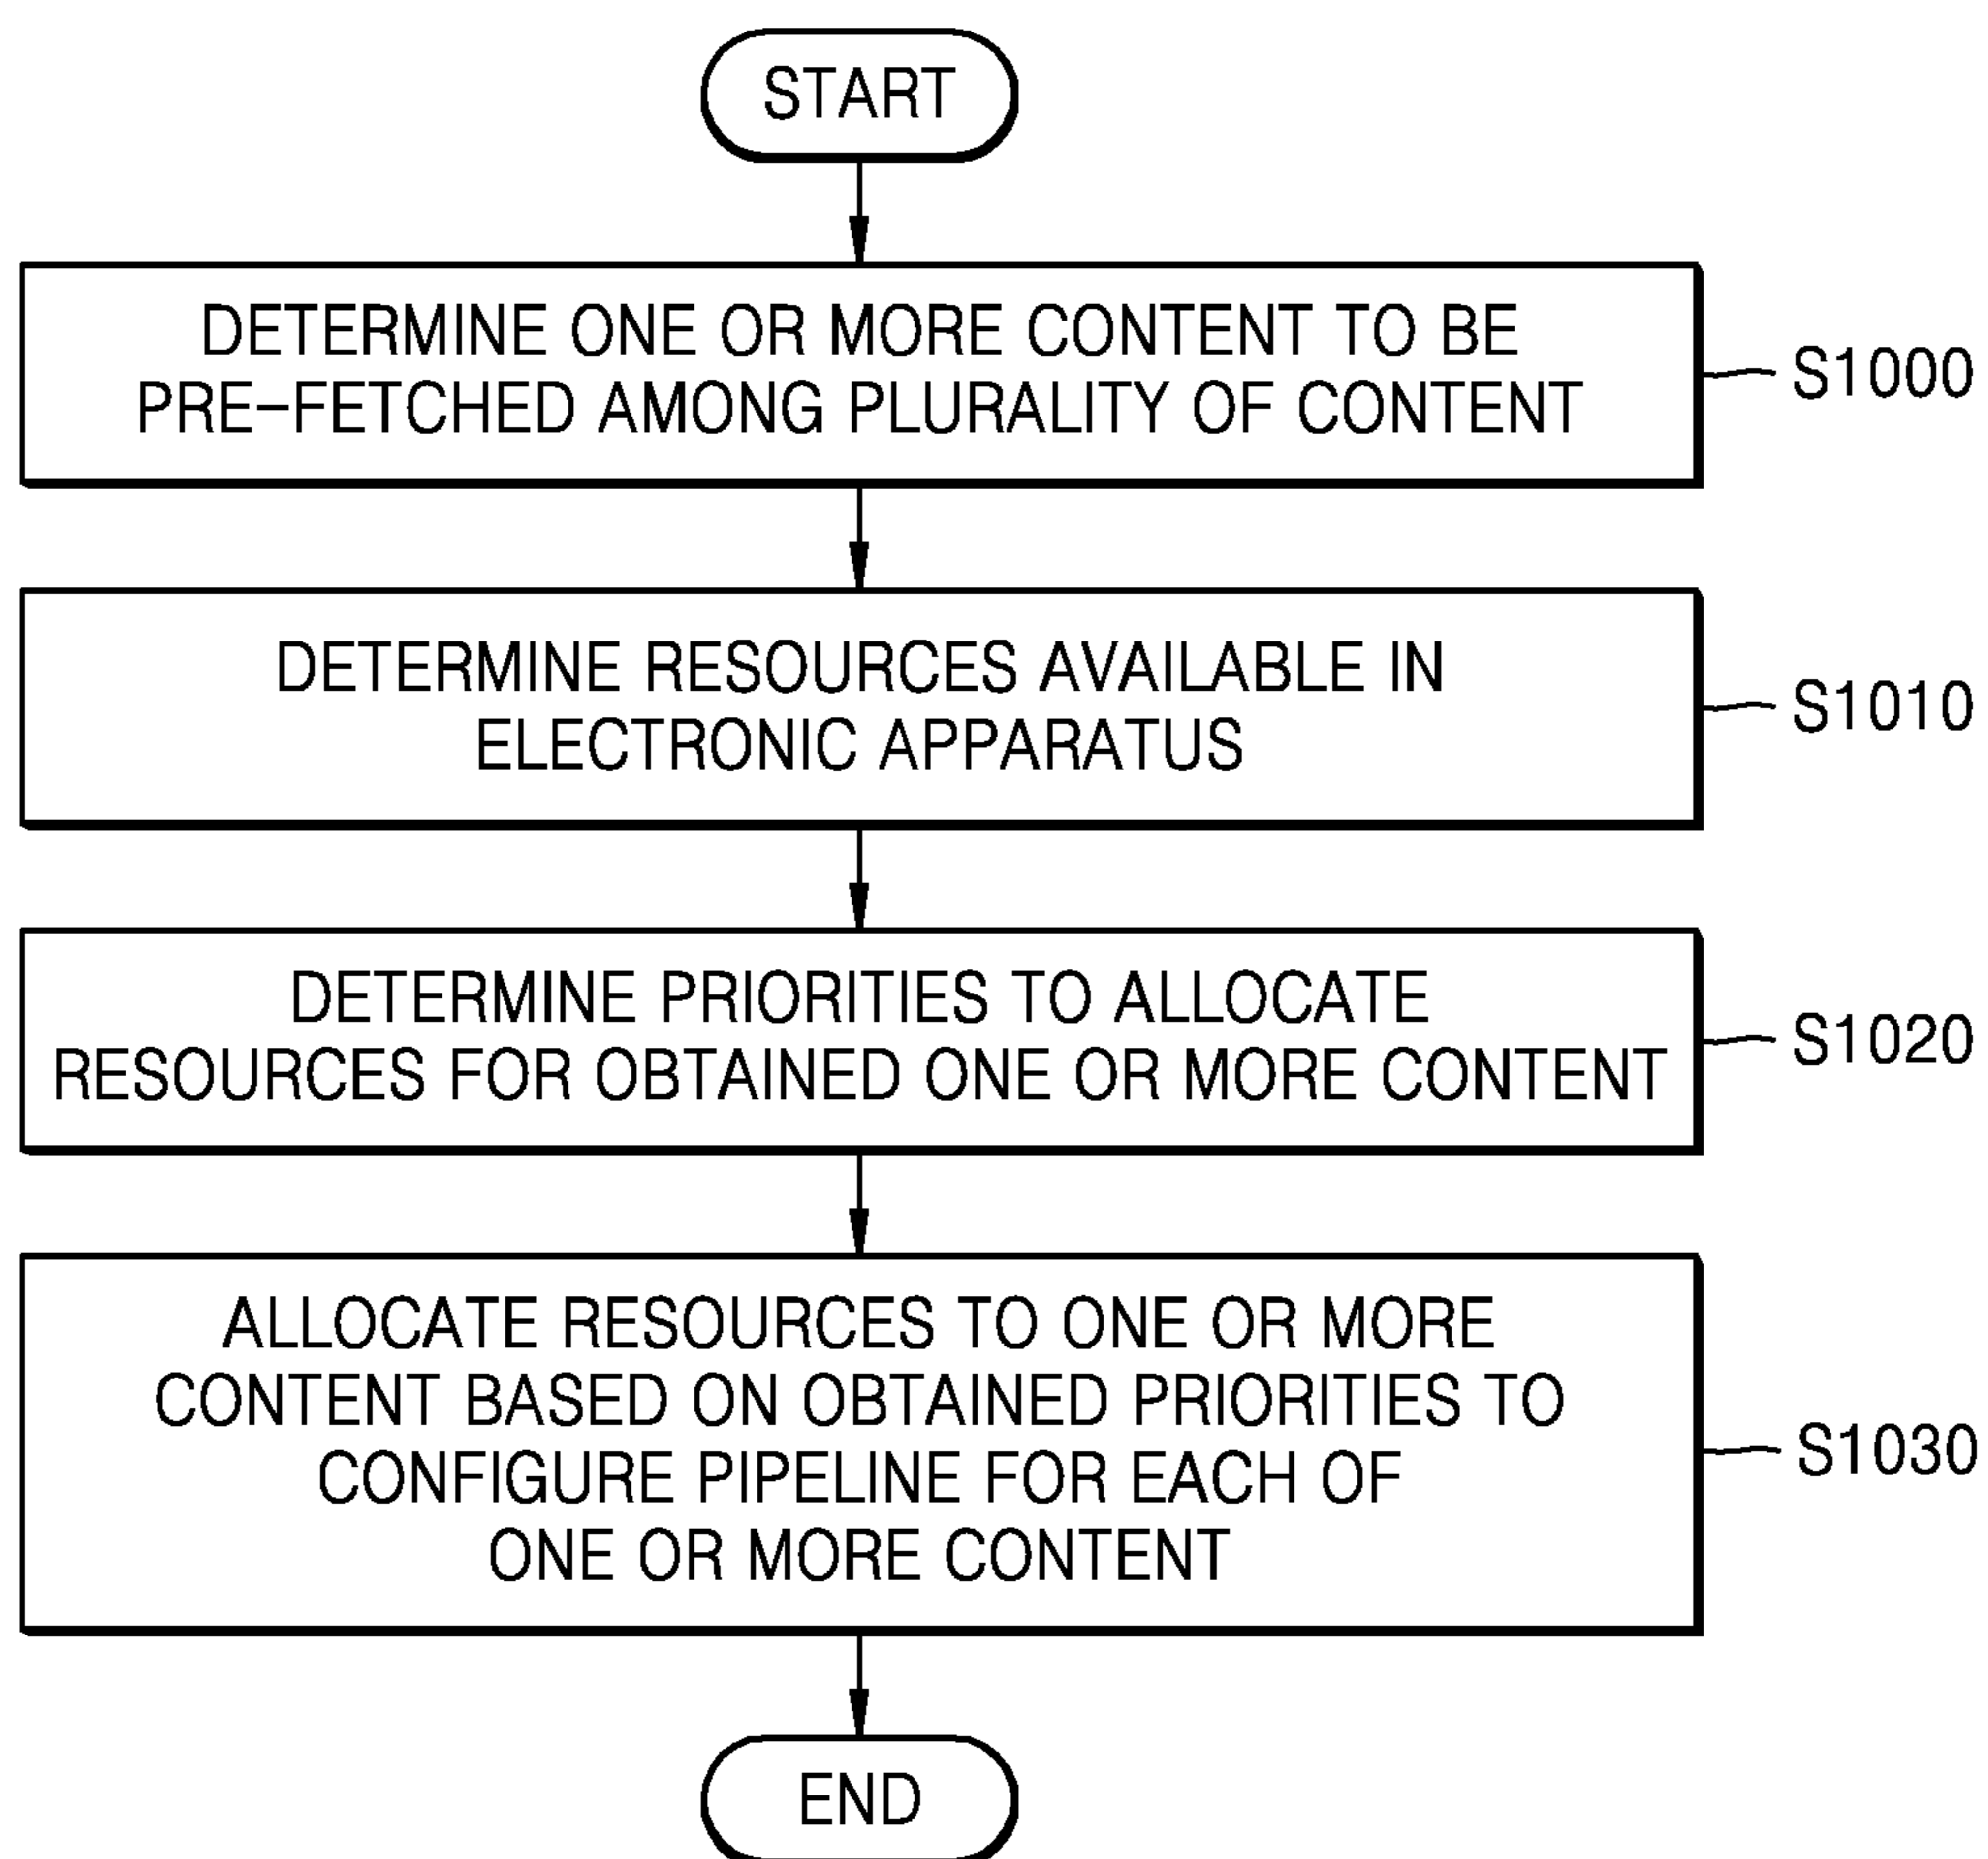 START
DETERMINE ONE OR MORE CONTENT TO BE
PRE-FETCHED AMONG PLURALITY OF CONTENT
S1000
DETERMINE RESOURCES AVAILABLE IN
ELECTRONIC APPARATUS
S1010
DETERMINE PRIORITIES TO ALLOCATE
RESOURCES FOR OBTAINED ONE OR MORE CONTENT
S1020
ALLOCATE RESOURCES TO ONE OR MORE
CONTENT BASED ON OBTAINED PRIORITIES TO
CONFIGURE PIPELINE FOR EACH OF
ONE OR MORE CONTENT
S1030
END